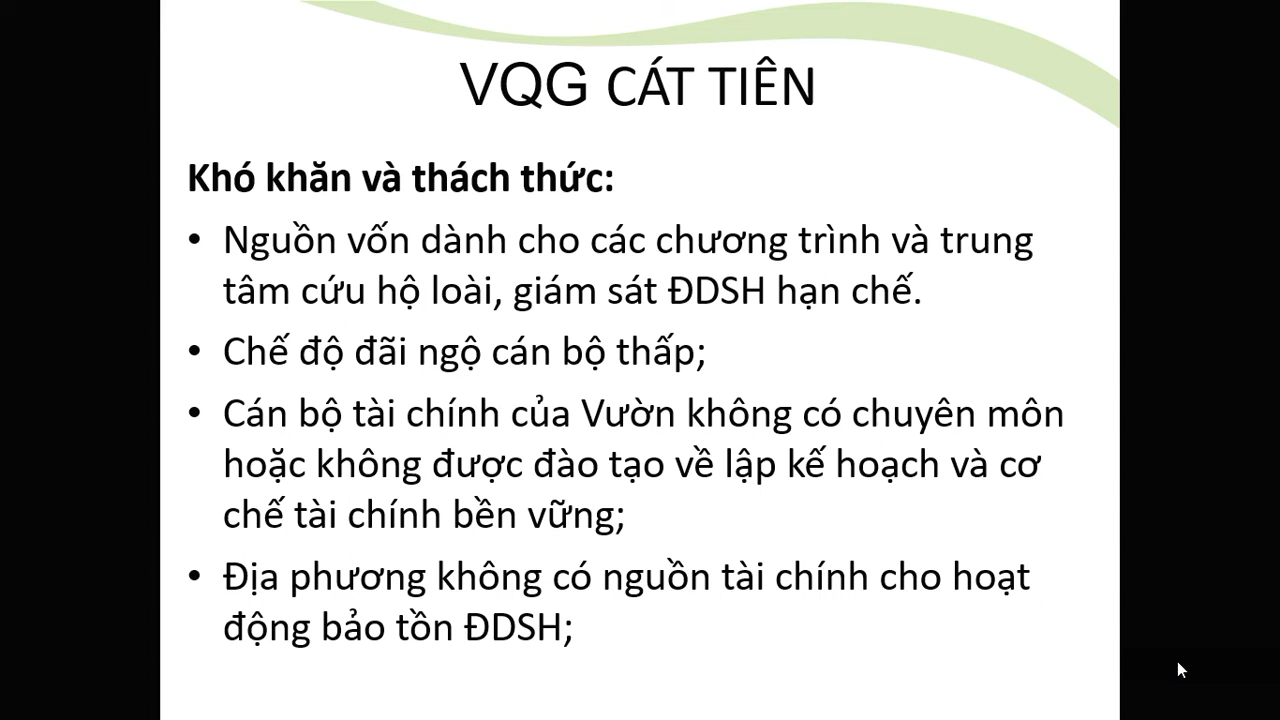 VQG CÁT TIÊN
Khó khăn và thách thức:
• Nguồn vốn dành cho các chương trình và trung
tâm cứu hộ loài, giám sát ĐDSH hạn chế.
• Chế độ đãi ngộ cán bộ thấp;
• Cán bộ tài chính của Vườn không có chuyên môn
hoặc không được đào tạo về lập kế hoạch và cơ
chế tài chính bền vững;
• Địa phương không có nguồn tài chính cho hoạt
động bảo tồn ĐDSH;